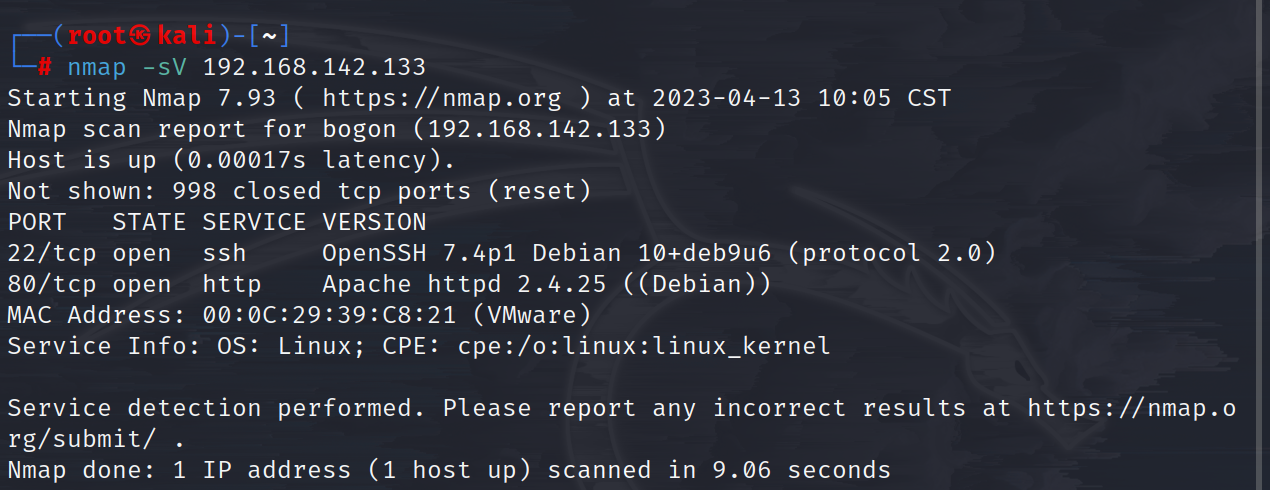 ┌──(root㉿kali)-[~]
└─# nmap -sV 192.168.142.133
Starting Nmap 7.93 ( https://nmap.org ) at 2023-04-13 10:05 CST
Nmap scan report for bogon (192.168.142.133)
Host is up (0.00017s latency).
Not shown: 998 closed tcp ports (reset)
PORT   STATE SERVICE VERSION
22/tcp open  ssh     OpenSSH 7.4p1 Debian 10+deb9u6 (protocol 2.0)
80/tcp open  http    Apache httpd 2.4.25 ((Debian))
MAC Address: 00:0C:29:39:C8:21 (VMware)
Service Info: OS: Linux; CPE: cpe:/o:linux:linux_kernel

Service detection performed. Please report any incorrect results at https://nmap.o
rg/submit/ .
Nmap done: 1 IP address (1 host up) scanned in 9.06 seconds